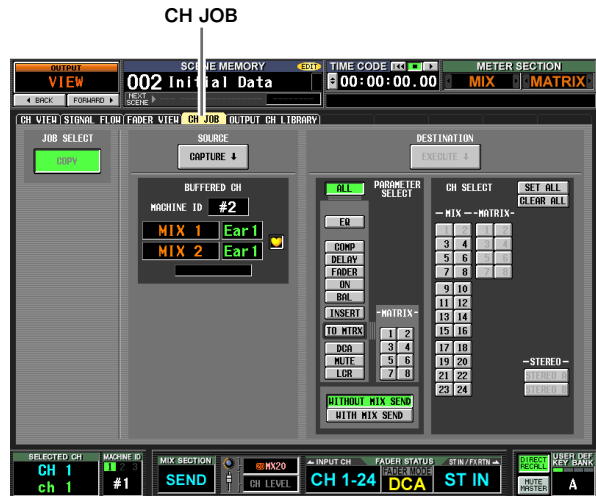 CH JOB
OUTPUT
VIEW
BACK FORWARD
SCENE MEMORY EDIT
002 Initial Data
NEXT SCENE
TIME CODE
00:00:00.00
METER SECTION
MIX MATRIX
CH VIEW SIGNAL FLOW FADER VIEW CH JOB OUTPUT CH LIBRARY
JOB SELECT
COPY
SOURCE
CAPTURE
DESTINATION
EXECUTE
BUFFERED CH
MACHINE ID #2
MIX 1 Ear1
MIX 2 Ear1
ALL
PARAMETER SELECT
EQ
COMP
DELAY
FADER
ON
BAL
INSERT
TO MTRX
DCA
MUTE
LCR
-MATRIX-
1 2
3 4
5 6
7 8
WITHOUT MIX SEND
WITH MIX SEND
CH SELECT
SET ALL
CLEAR ALL
- MIX - -MATRIX-
1 2 1 2
3 4 3 4
5 6 5 6
7 8 7 8
9 10
11 12
13 14
15 16
17 18
19 20
21 22
23 24
-STEREO-
STEREO A
STEREO B
SELECTED CH
CH 1
ch 1
MACHINE ID
1 2 3
#1
MIX SECTION
SEND
MX20
CH LEVEL
INPUT CH
CH 1-24
FADER STATUS
FADER MODE
DCA
ST IN/FXRTN
ST IN
DIRECT RECALL
MUTE MASTER
USER DEF KEY BANK
A